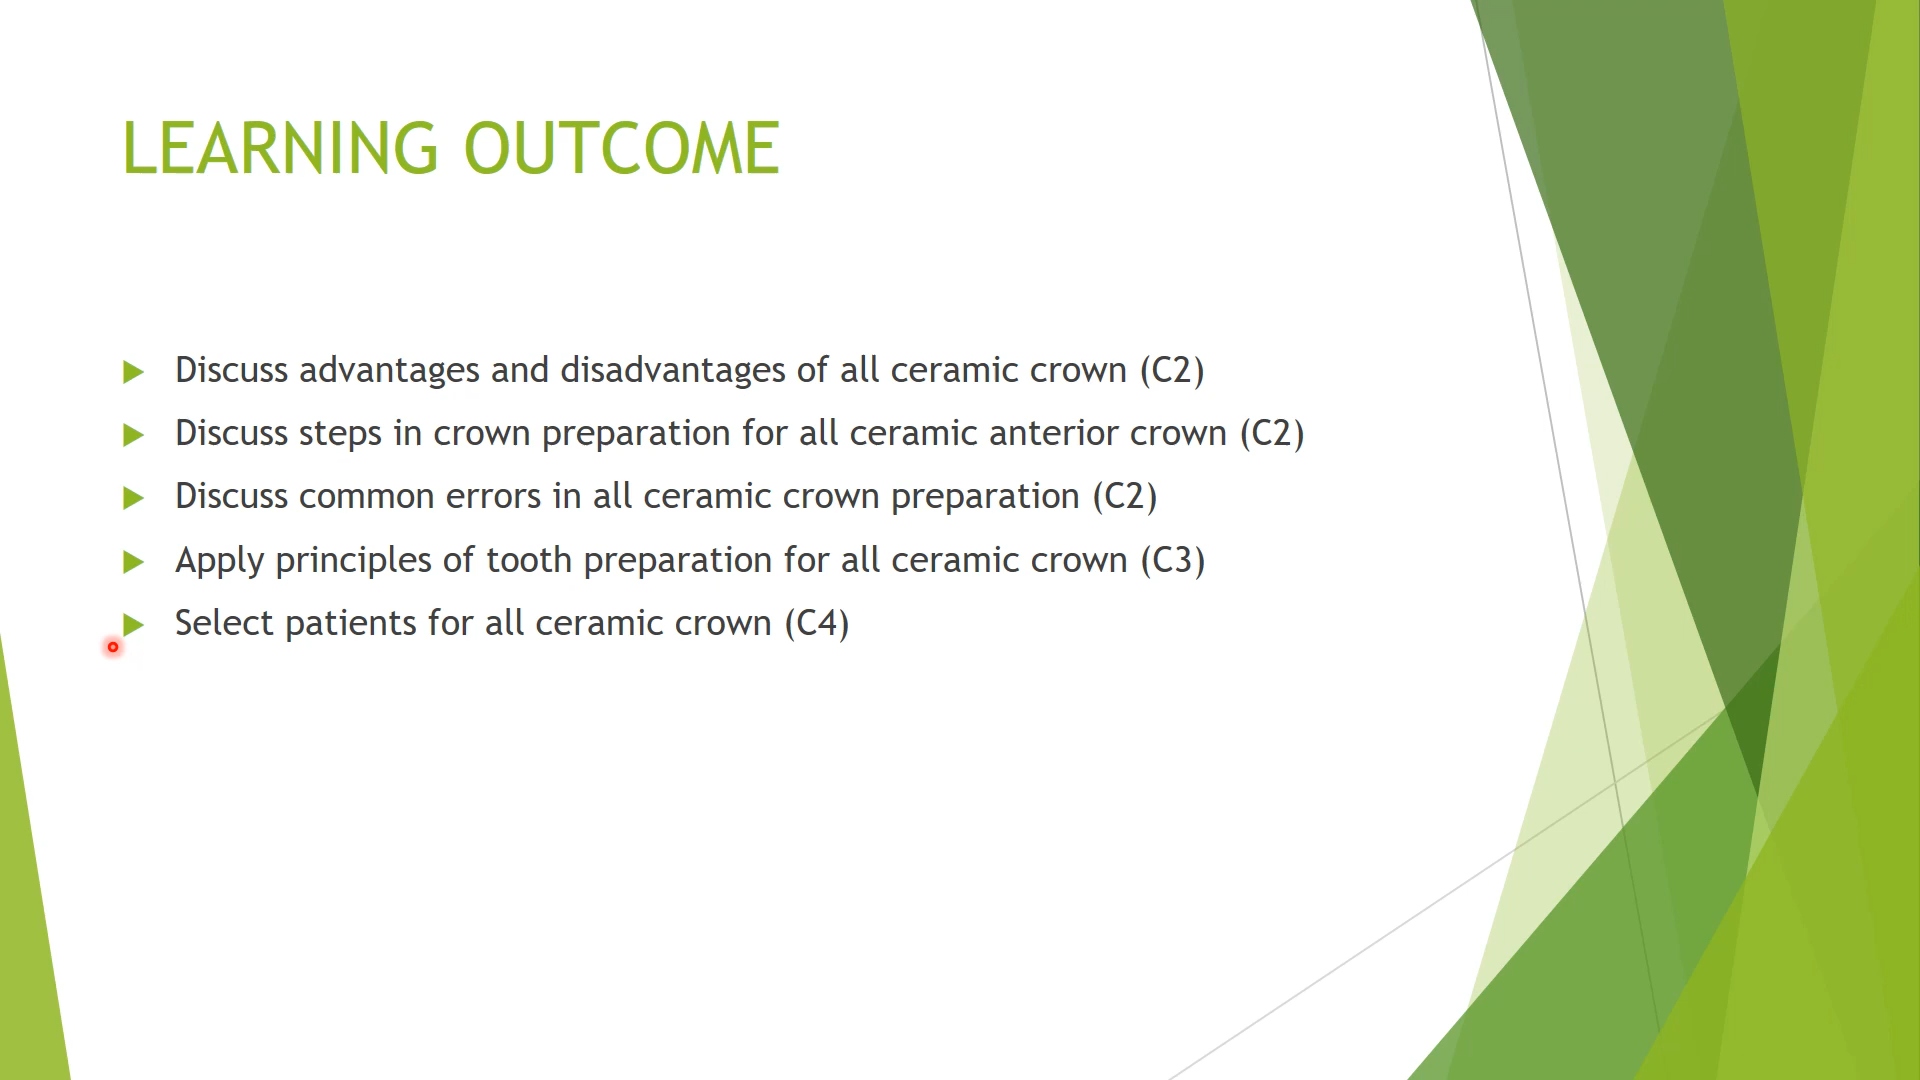 LEARNING OUTCOME
Discuss advantages and disadvantages of all ceramic crown (C2)
Discuss steps in crown preparation for all ceramic anterior crown (C2)
Discuss common errors in all ceramic crown preparation (C2)
Apply principles of tooth preparation for all ceramic crown (C3)
Select patients for all ceramic crown (C4)